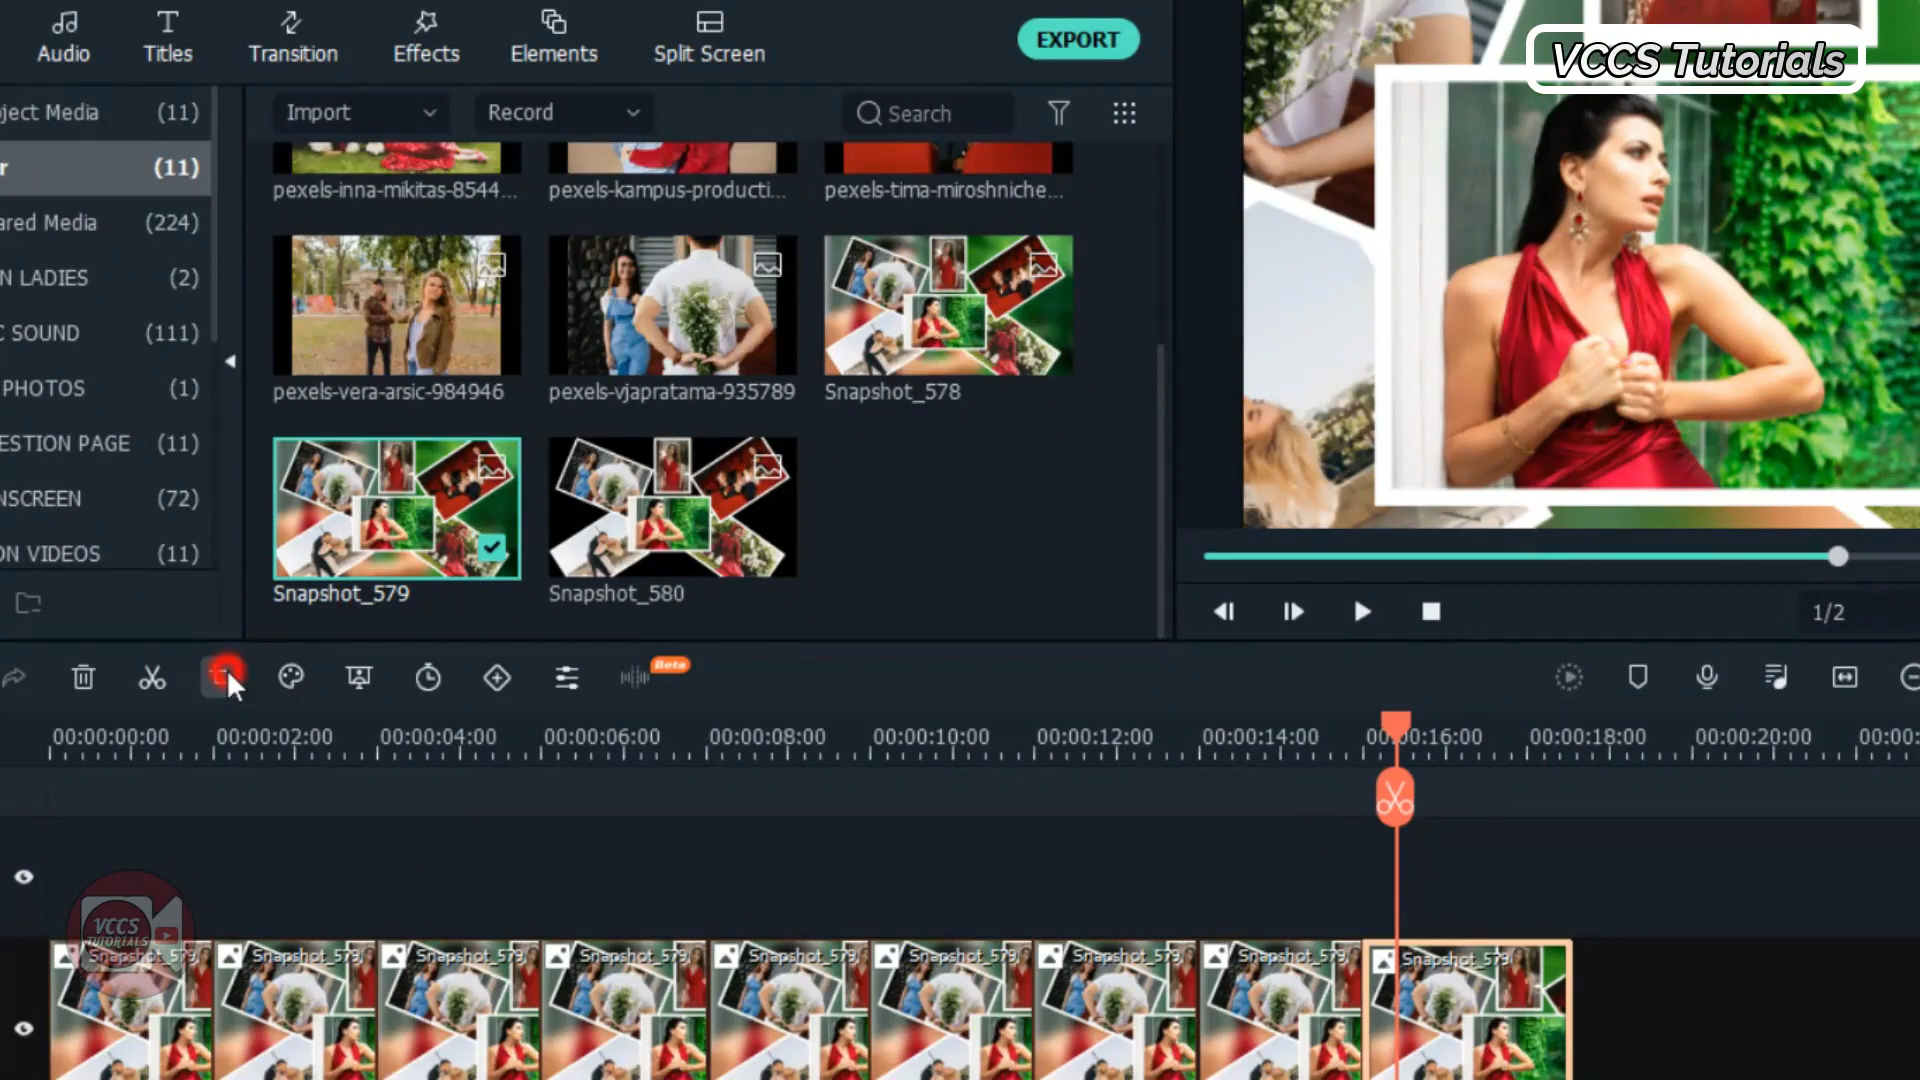 Audio
Titles
Transition
Effects
Elements
Split Screen
EXPORT
VCCS Tutorials
ject Media (11)
r (11)
ared Media (224)
N LADIES (2)
C SOUND (111)
PHOTOS (1)
ESTION PAGE (11)
NSCREEN (72)
ON VIDEOS (11)
Import
Record
Search
pexels-inna-mikitas-8544...
pexels-kampus-producti...
pexels-tima-miroshniche...
pexels-vera-arsic-984946
pexels-vjapratama-935789
Snapshot_578
Snapshot_579
Snapshot_580
1/2
Beta
00:00:00:00
00:00:02:00
00:00:04:00
00:00:06:00
00:00:08:00
00:00:10:00
00:00:12:00
00:00:14:00
00:00:16:00
00:00:18:00
00:00:20:00
00:00:
VCCS
TUTORIALS
Snapshot_579
Snapshot_579
Snapshot_579
Snapshot_579
Snapshot_579
Snapshot_579
Snapshot_579
Snapshot_579
Snapshot_579